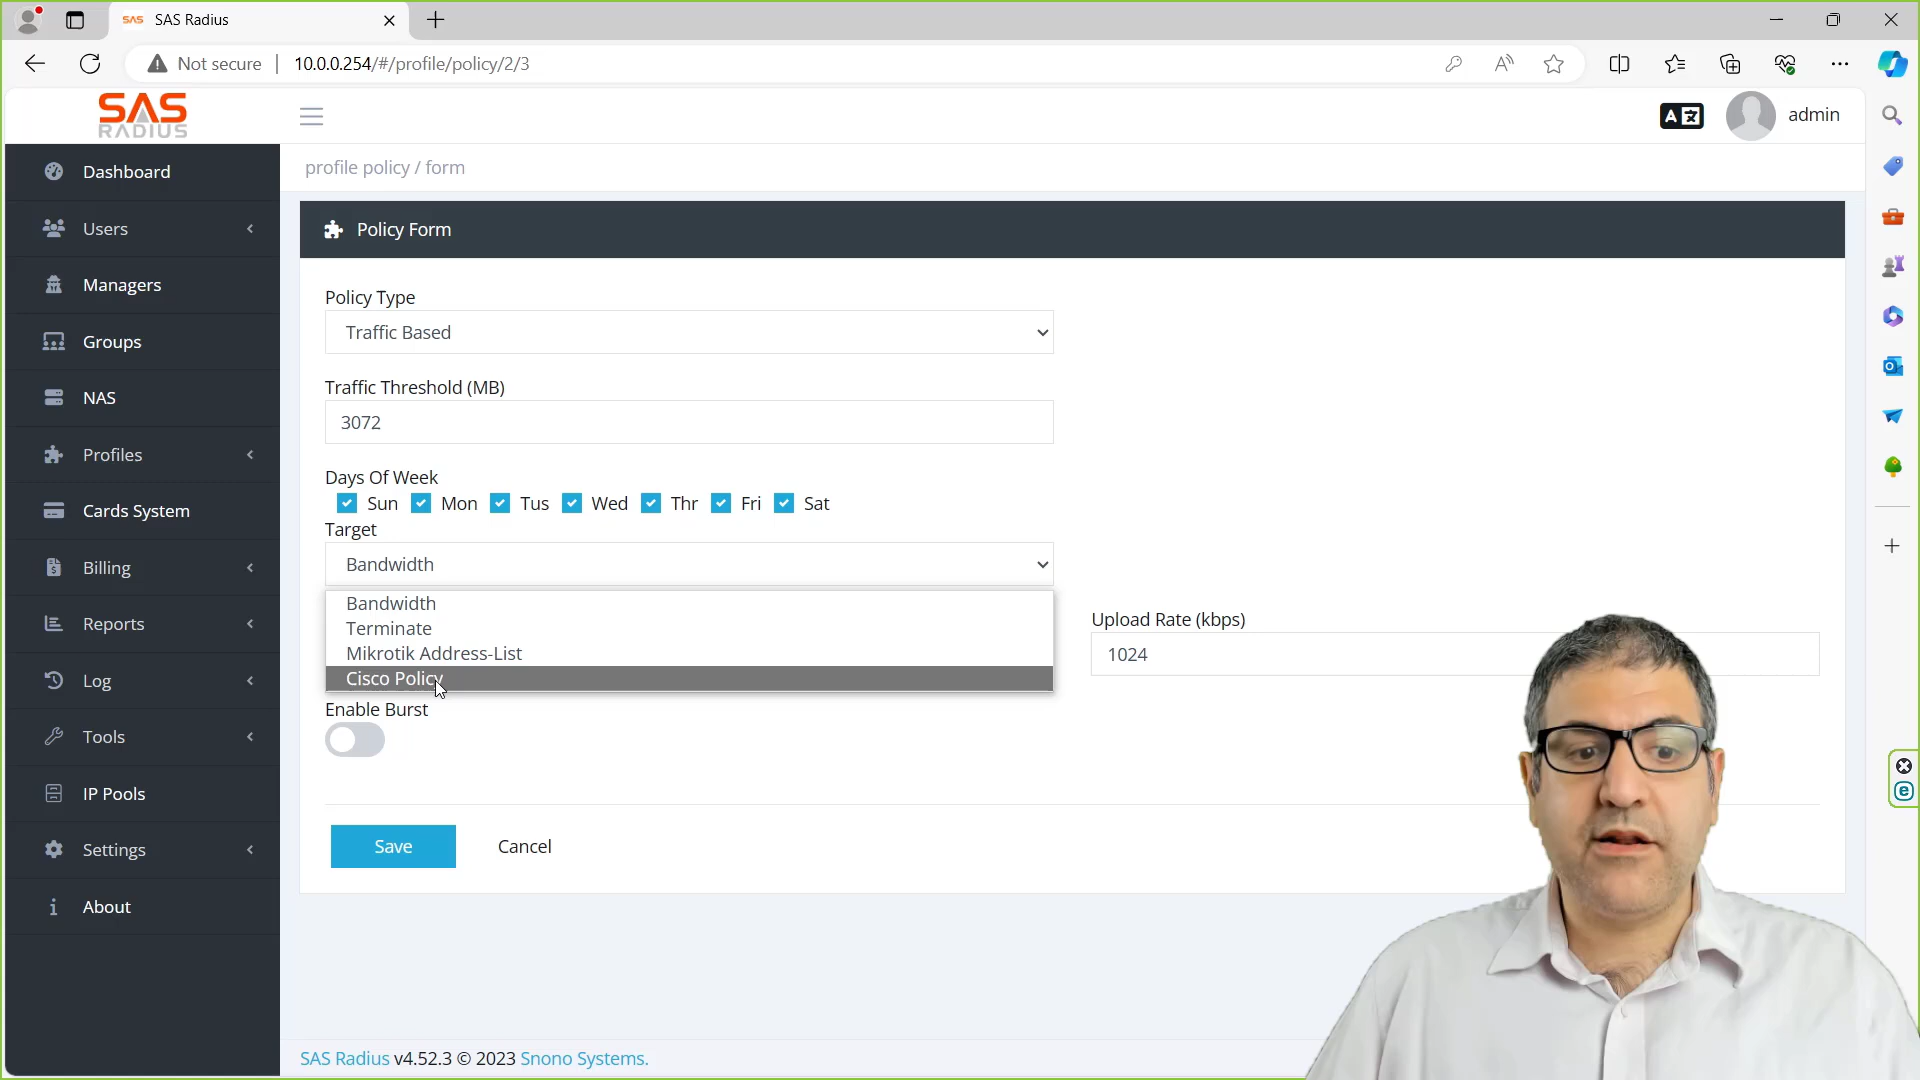 SAS Radius
Not secure
10.0.0.254/#/profile/policy/2/3
SAS
RADIUS
admin
Dashboard
Users
Managers
Groups
NAS
Profiles
Cards System
Billing
Reports
Log
Tools
IP Pools
Settings
About
profile policy / form
Policy Form
Policy Type
Traffic Based
Traffic Threshold (MB)
3072
Days Of Week
Sun Mon Tus Wed Thr Fri Sat
Target
Bandwidth
Bandwidth
Terminate
Mikrotik Address-List
Cisco Policy
Upload Rate (kbps)
1024
Enable Burst
Save Cancel
SAS Radius v4.52.3 © 2023 Snono Systems.